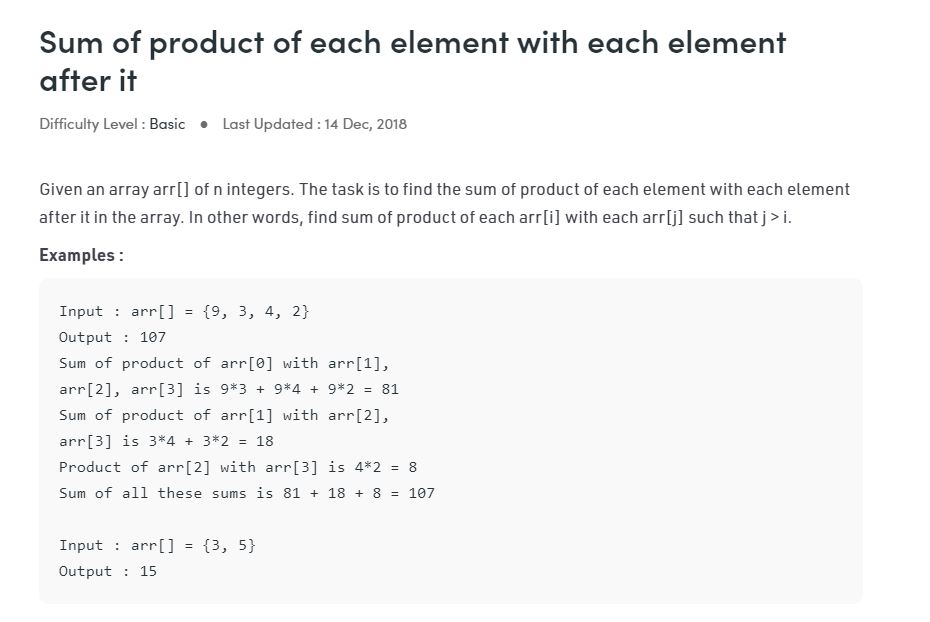 Sum of product of each element with each element
after it
Difficulty Level : Basic ● Last Updated : 14 Dec, 2018
Given an array arr[] of n integers. The task is to find the sum of product of each element with each element
after it in the array. In other words, find sum of product of each arr[i] with each arr[j] such that j > i.
Examples :
Input : arr[] = {9, 3, 4, 2}
Output : 107
Sum of product of arr[0] with arr[1],
arr[2], arr[3] is 9*3 + 9*4 + 9*2 = 81
Sum of product of arr[1] with arr[2],
arr[3] is 3*4 + 3*2 = 18
Product of arr[2] with arr[3] is 4*2 = 8
Sum of all these sums is 81 + 18 + 8 = 107
Input : arr[] = {3, 5}
Output : 15